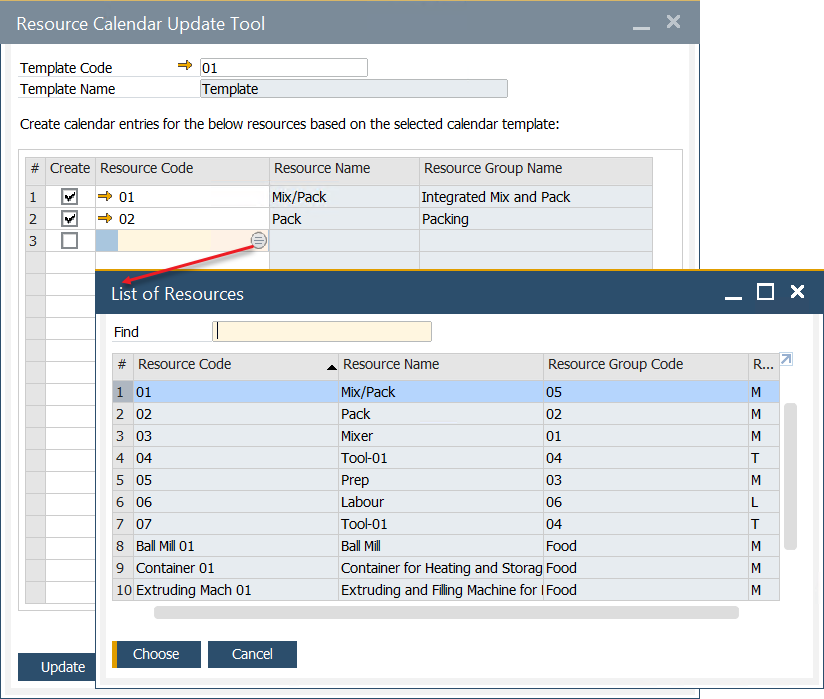 Resource Calendar Update Tool
Template Code 01
Template Name Template
Create calendar entries for the below resources based on the selected calendar template:
# Create Resource Code Resource Name Resource Group Name
1 01 Mix/Pack Integrated Mix and Pack
2 02 Pack Packing
3
List of Resources
Find
# Resource Code Resource Name Resource Group Code R...
1 01 Mix/Pack 05 M
2 02 Pack 02 M
3 03 Mixer 01 M
4 04 Tool-01 04 T
5 05 Prep 03 M
6 06 Labour 06 L
7 07 Tool-01 04 T
8 Ball Mill 01 Ball Mill Food M
9 Container 01 Container for Heating and Storag Food M
10 Extruding Mach 01 Extruding and Filling Machine for Food M
Choose Cancel
Update